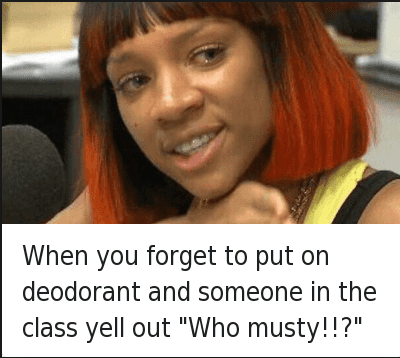 When you forget to put on
deodorant and someone in the
class yell out "Who musty!!?"